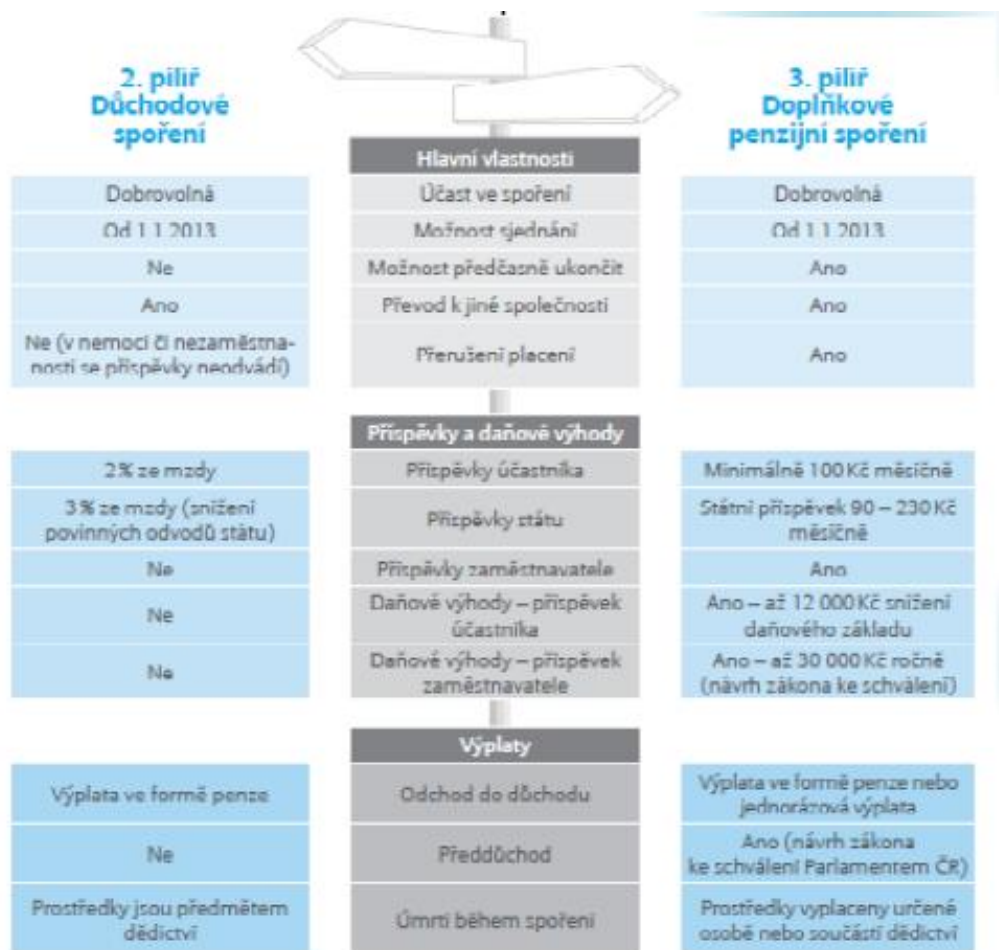 2. pilíř
Důchodové
spoření
3. pilíř
Doplňkové
penzijní spoření
Hlavní vlastnosti
Dobrovolná
Účast ve spoření
Dobrovolná
Od 1.1.2013
Možnost sjednání
Od 1.1.2013
Ne
Možnost předčasně ukončit
Ano
Ano
Převod k jiné společnosti
Ano
Ne (v nemoci či nezaměstna-
nosti se příspěvky neodvádí)
Přerušení placení
Ano
Příspěvky a daňové výhody
2 % ze mzdy
Příspěvky účastníka
Minimálně 100 Kč měsíčně
3 % ze mzdy (snížení
povinných odvodů státu)
Příspěvky státu
Státní příspěvek 90 – 230 Kč
měsíčně
Ne
Příspěvky zaměstnavatele
Ano
Ne
Daňové výhody – příspěvek
účastníka
Ano – až 12 000 Kč snížení
daňového základu
Ne
Daňové výhody – příspěvek
zaměstnavatele
Ano – až 30 000 Kč ročně
(návrh zákona ke schválení)
Výplaty
Výplata ve formě penze
Odchod do důchodu
Výplata ve formě penze nebo
jednorázová výplata
Ne
Předdůchod
Ano (návrh zákona
ke schválení Parlamentem ČR)
Prostředky jsou předmětem
dědictví
Úmrtí během spoření
Prostředky vyplaceny určené
osobě nebo součástí dědictví